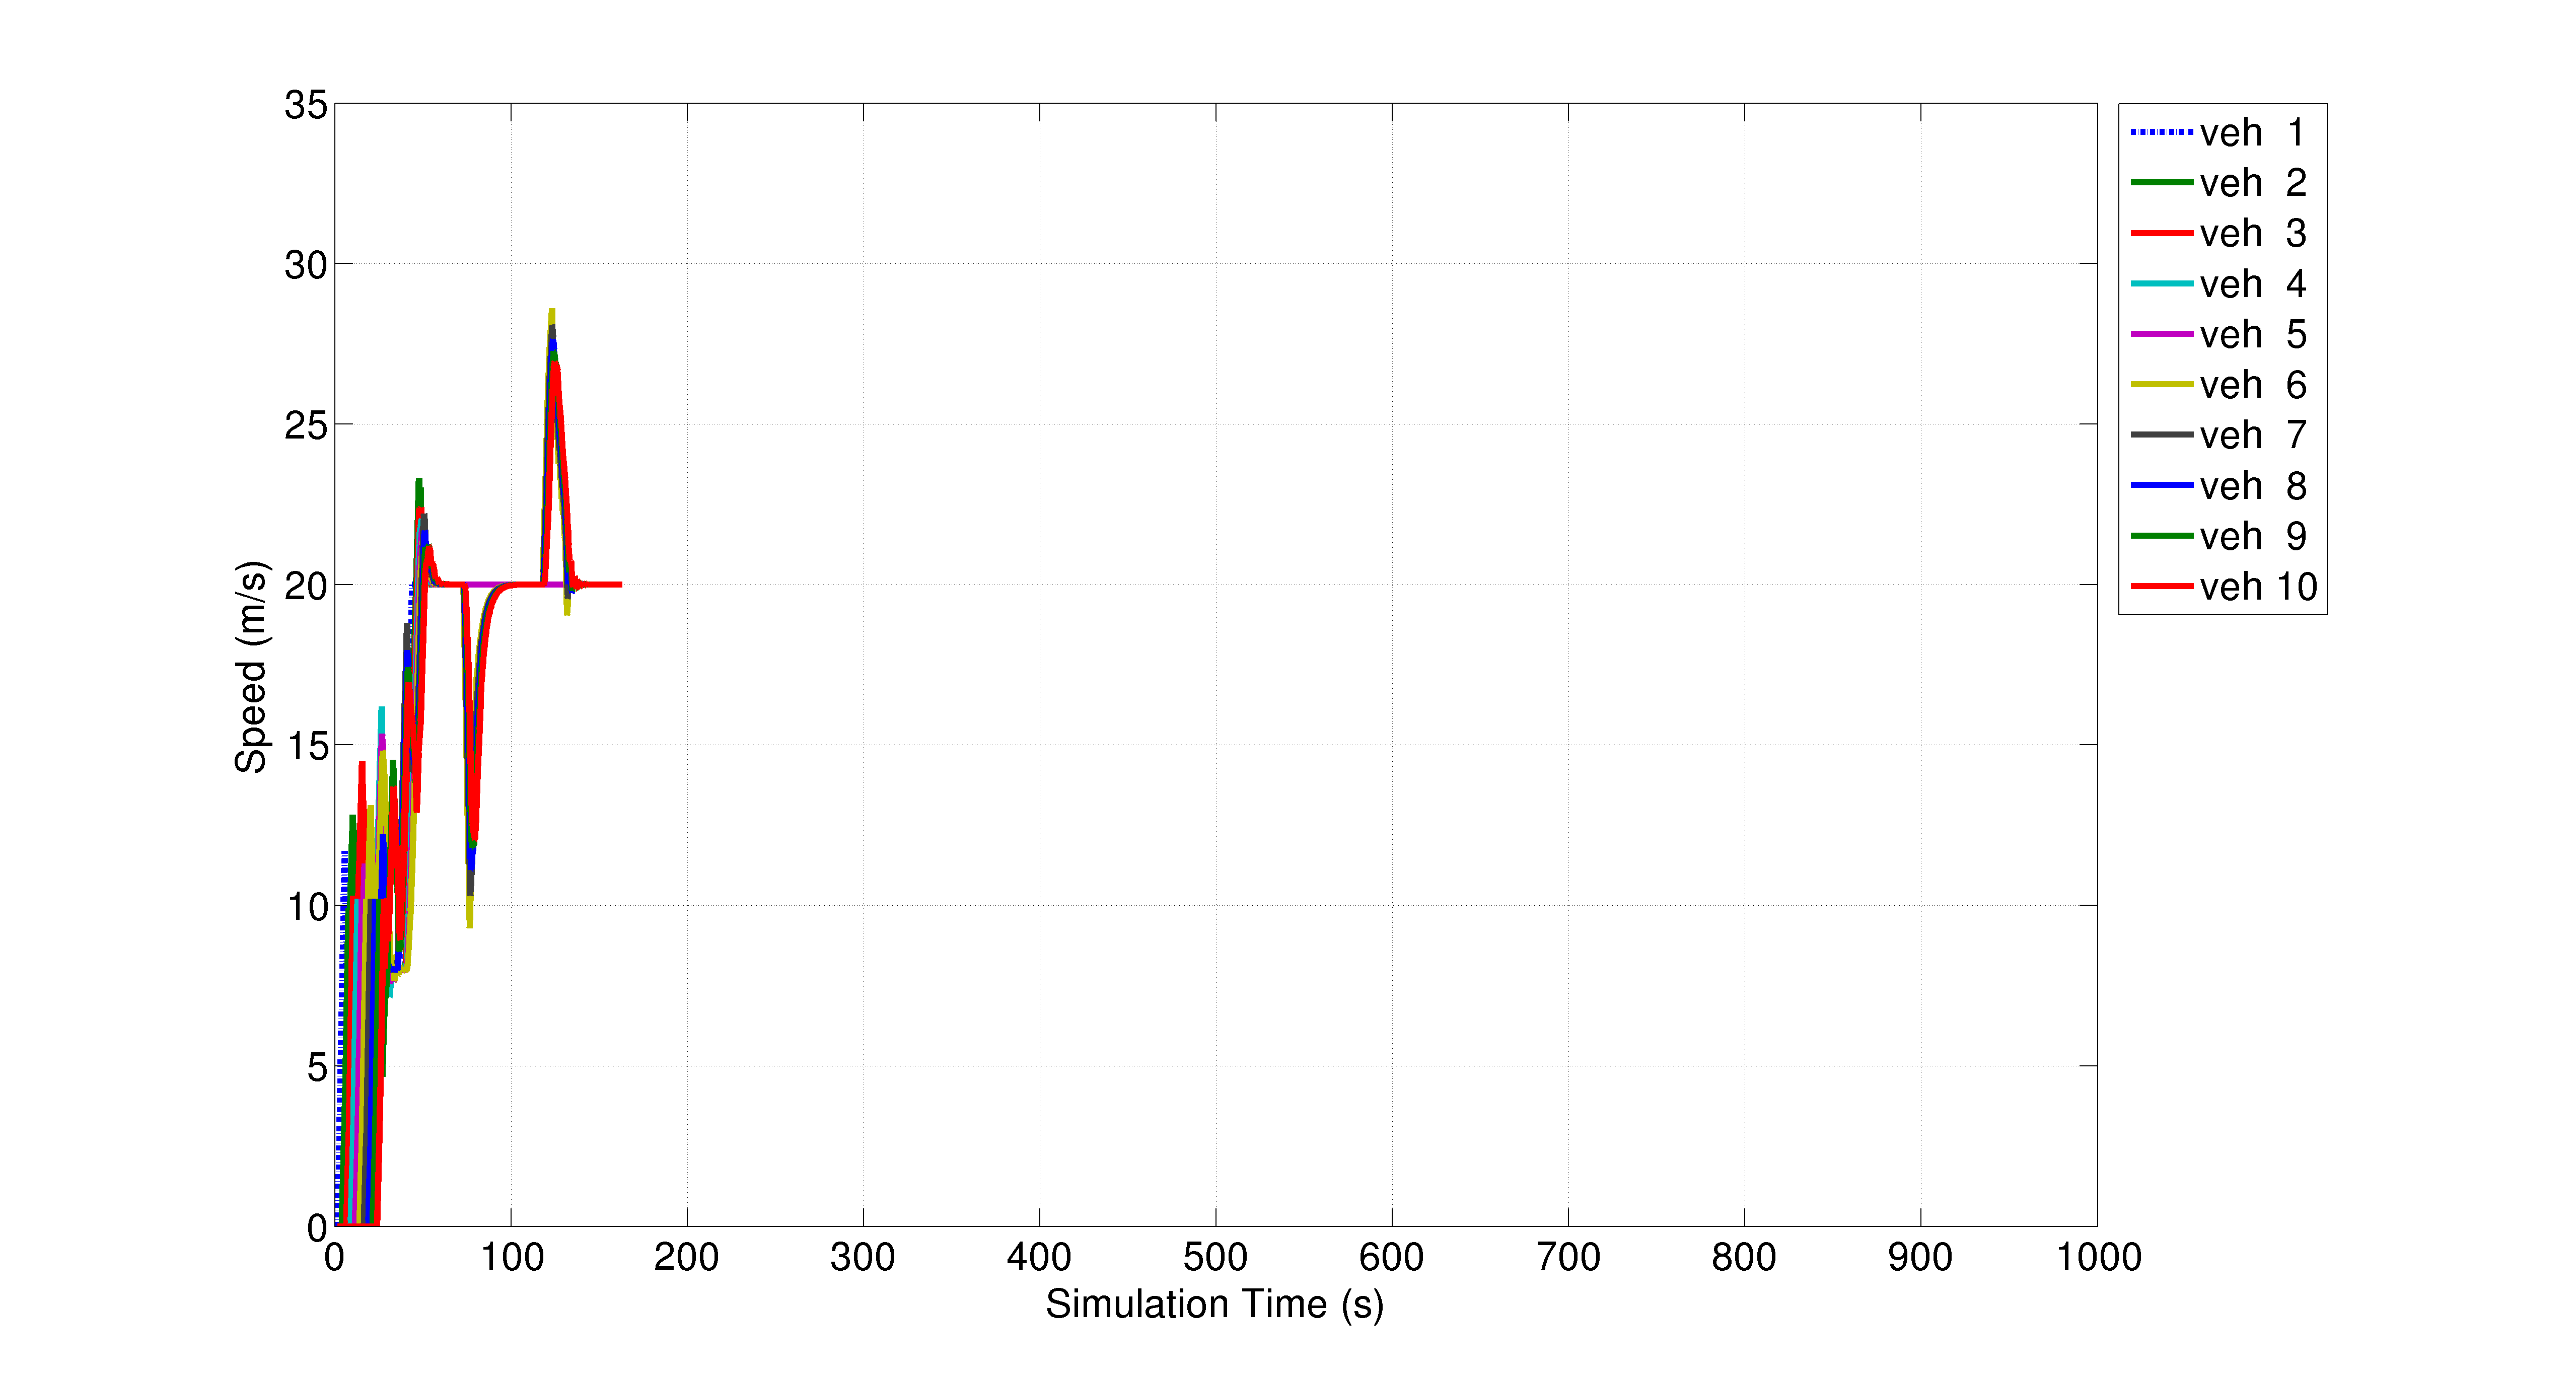 35
30
25
20
15
10
5
0
Speed (m/s)
0 100 200 300 400 500 600 700 800 900 1000
Simulation Time (s)
veh 1
veh 2
veh 3
veh 4
veh 5
veh 6
veh 7
veh 8
veh 9
veh 10